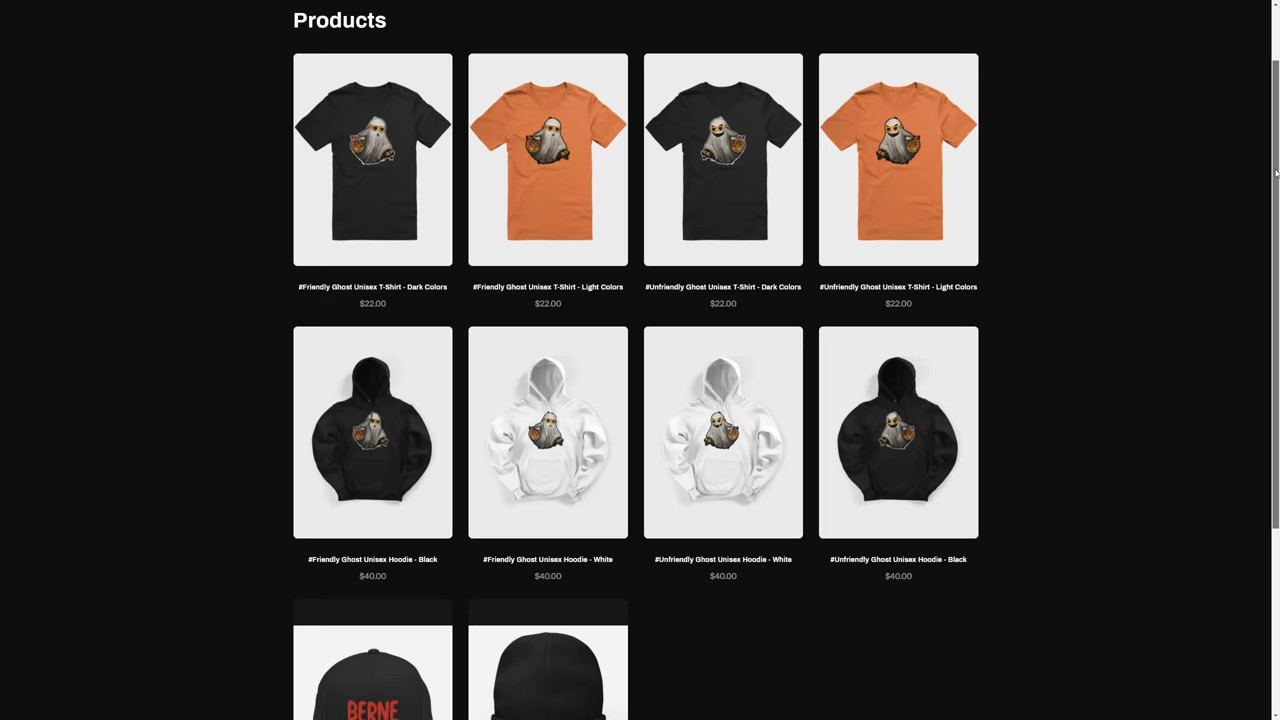 Products
#Friendly Ghost Unisex T-Shirt - Dark Colors
$22.00
#Friendly Ghost Unisex T-Shirt - Light Colors
$22.00
#Unfriendly Ghost Unisex T-Shirt - Dark Colors
$22.00
#Unfriendly Ghost Unisex T-Shirt - Light Colors
$22.00
#Friendly Ghost Unisex Hoodie - Black
$40.00
#Friendly Ghost Unisex Hoodie - White
$40.00
#Unfriendly Ghost Unisex Hoodie - White
$40.00
#Unfriendly Ghost Unisex Hoodie - Black
$40.00
BERNE